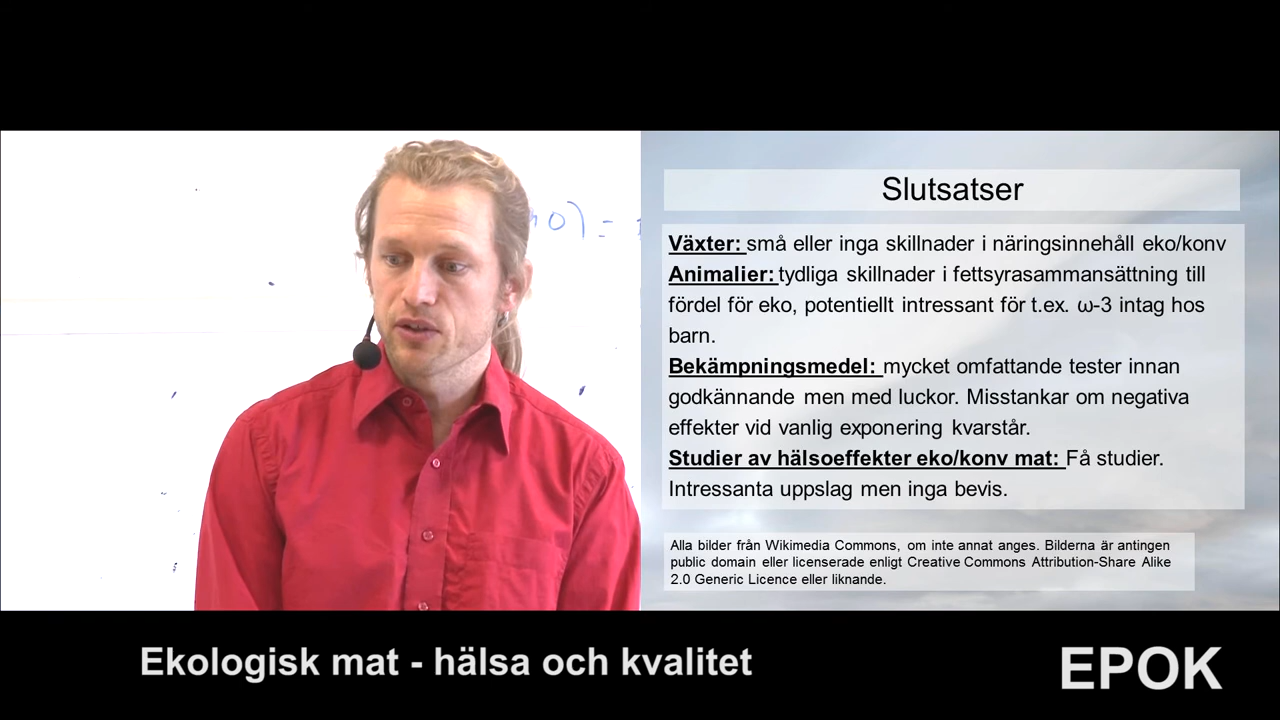 no) =
Slutsatser
Växter: små eller inga skillnader i näringsinnehåll eko/konv
Animalier: tydliga skillnader i fettsyrasammansättning till
fördel för eko, potentiellt intressant för t.ex. ω-3 intag hos
barn.
Bekämpningsmedel: mycket omfattande tester innan
godkännande men med luckor. Misstankar om negativa
effekter vid vanlig exponering kvarstår.
Studier av hälsoeffekter eko/konv mat: Få studier.
Intressanta uppslag men inga bevis.
Alla bilder från Wikimedia Commons, om inte annat anges. Bilderna är antingen
public domain eller licenserade enligt Creative Commons Attribution-Share Alike
2.0 Generic Licence eller liknande.
Ekologisk mat - hälsa och kvalitet
EPOK